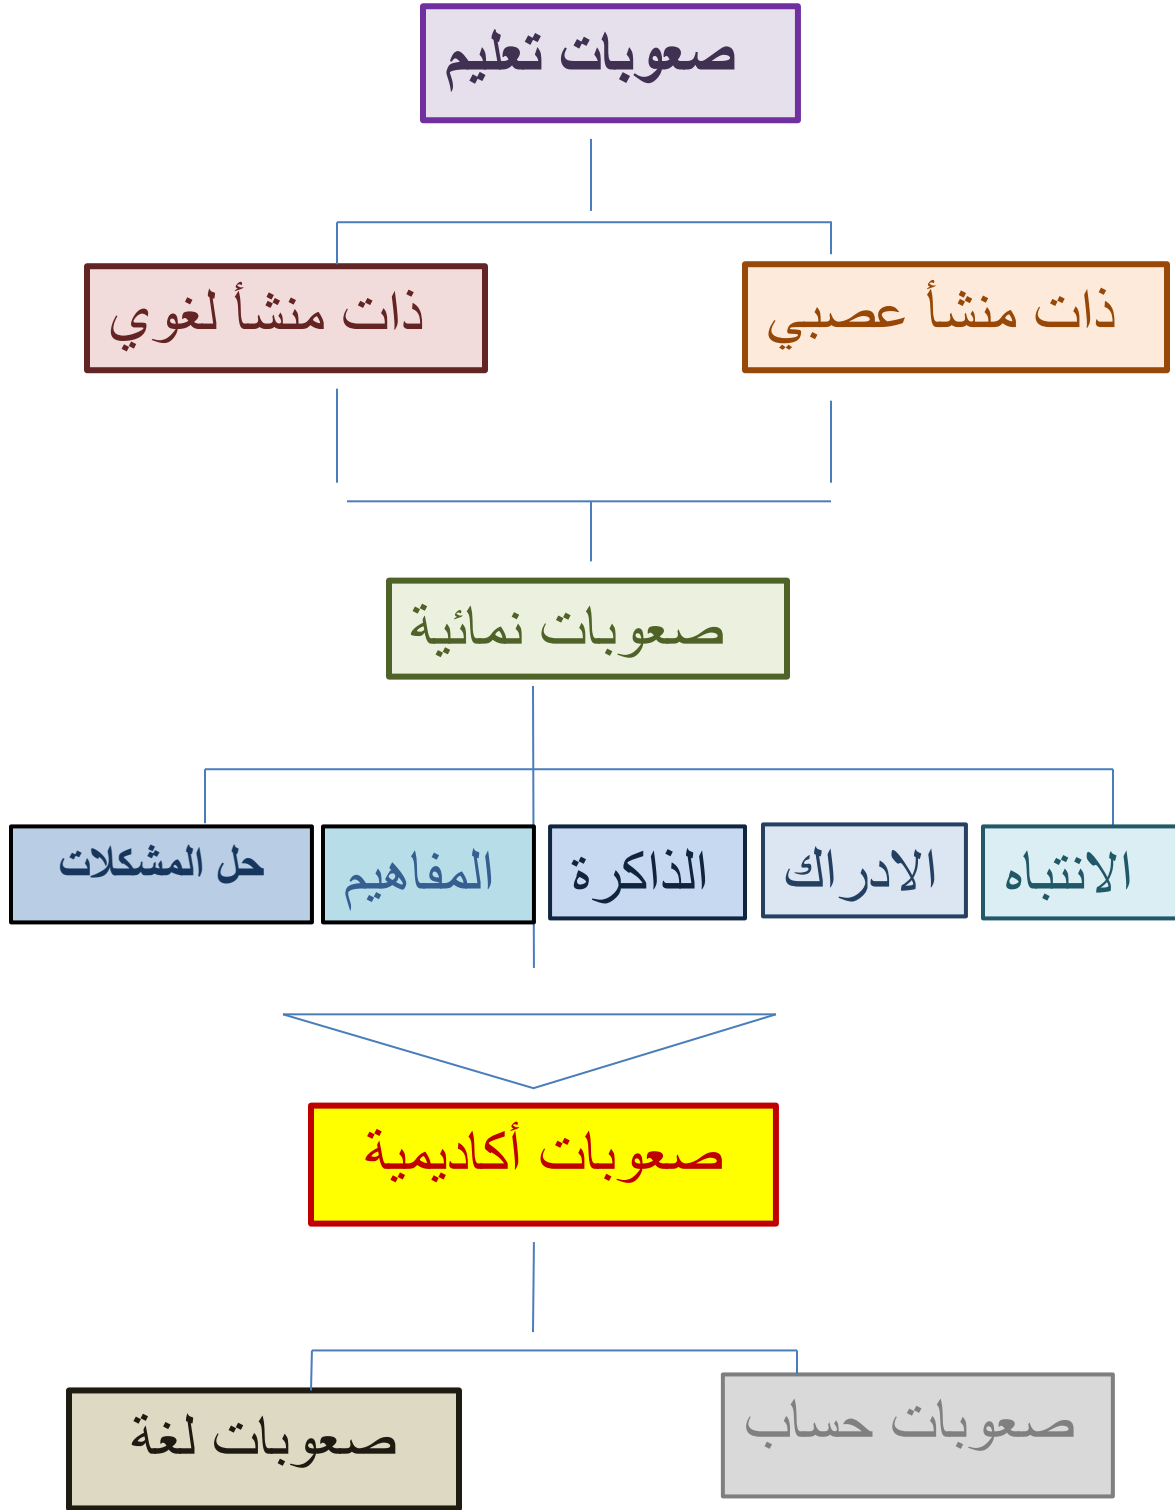 صعوبات تعليم
ذات منشأ عصبي
ذات منشأ لغوي
صعوبات نمائية
الانتباه
الادراك
الذاكرة
المفاهيم
حل المشكلات
صعوبات أكاديمية
صعوبات حساب
صعوبات لغة